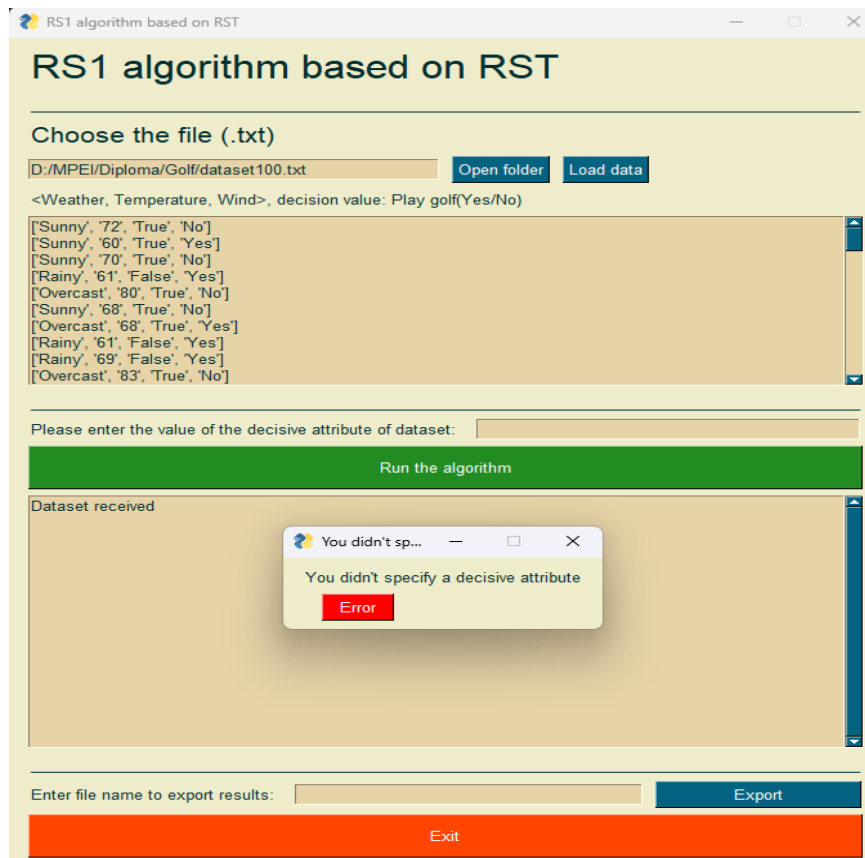 RS1 algorithm based on RST
RS1 algorithm based on RST
Choose the file (.txt)
D:/MPEI/Diploma/Golf/dataset100.txt Open folder Load data
<Weather, Temperature, Wind>, decision value: Play golf(Yes/No)
['Sunny', '72', 'True', 'No']
['Sunny', '60', 'True', 'Yes']
['Sunny', '70', 'True', 'No']
['Rainy', '61', 'False', 'Yes']
['Overcast', '80', 'True', 'No']
['Sunny', '68', 'True', 'No']
['Overcast', '68', 'True', 'Yes']
['Rainy', '61', 'False', 'Yes']
['Rainy', '69', 'False', 'Yes']
['Overcast', '83', 'True', 'No']
Please enter the value of the decisive attribute of dataset:
Run the algorithm
Dataset received
You didn't sp...
You didn't specify a decisive attribute
Error
Enter file name to export results: Export
Exit